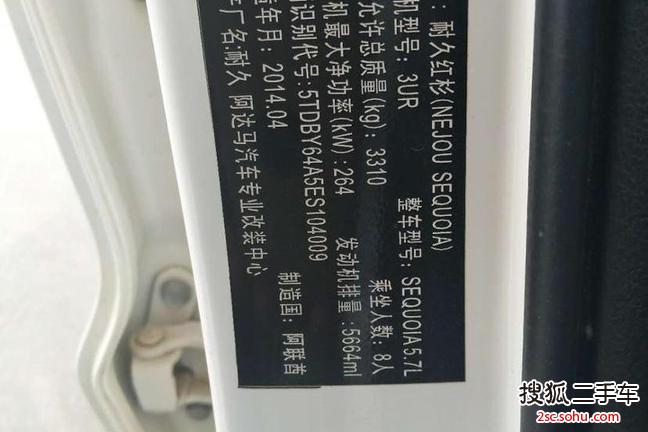 ：耐久红杉(NEJOU SEQUOIA)
机型号：3UR 整车型号：SEQUOIA5.7L
允许总质量(kg)：3310 乘坐人数：8人
机最大净功率(kW)：264 发动机排量：5664ml
识别代号：5TDBY64A5ES104009
年月：2014.04 制造国：阿联酋
厂名：耐久 阿达马汽车专业改装中心
搜狐二手车
2sc.sohu.com